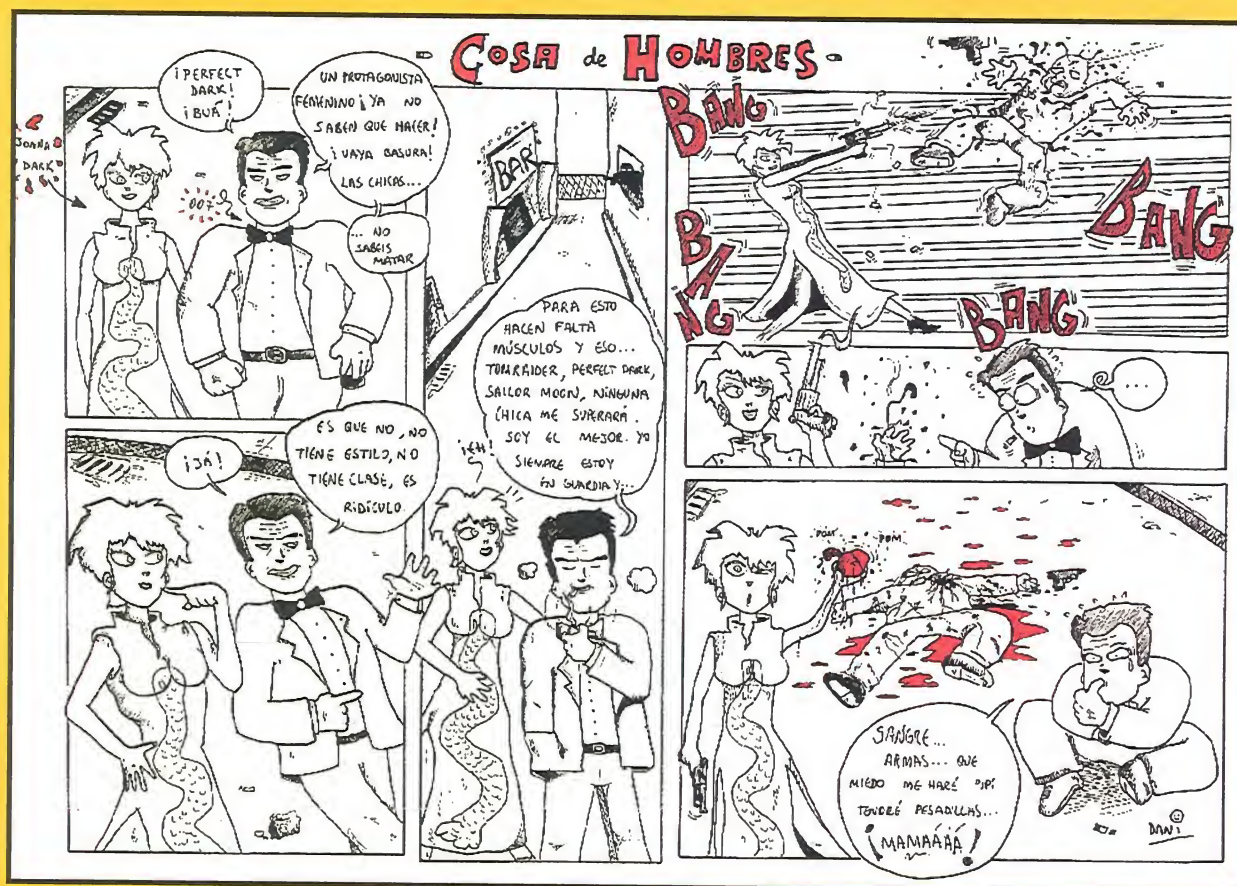 - COSA de HOMBRES -
JOANNA
DARK
¡PERFECT
DARK!
¡BUÁ!
007
UN PROTAGONISTA
FEMENINO ¡YA NO
SABEN QUE HACER!
¡VAYA BASURA!
LAS CHICAS...
... NO
SABEIS
MATAR
¡JÁ!
ES QUE NO, NO
TIENE ESTILO, NO
TIENE CLASE, ES
RIDÍCULO.
BAR
¡EH!
PARA ESTO
HACEN FALTA
MÚSCULOS Y ESO...
TOMRAIDER, PERFECT DARK,
SAILOR MOON, NINGUNA
CHICA ME SUPERARÁ.
SOY EL MEJOR. YO
SIEMPRE ESTOY
EN GUARDIA Y...
BANG
BANG
BANG
BANG
...
POM
POM
SANGRE...
ARMAS... QUE
MIEDO ME HARÉ PIPÍ
TENDRÉ PESADILLAS...
¡MAMAÁÁÁ!
DANI